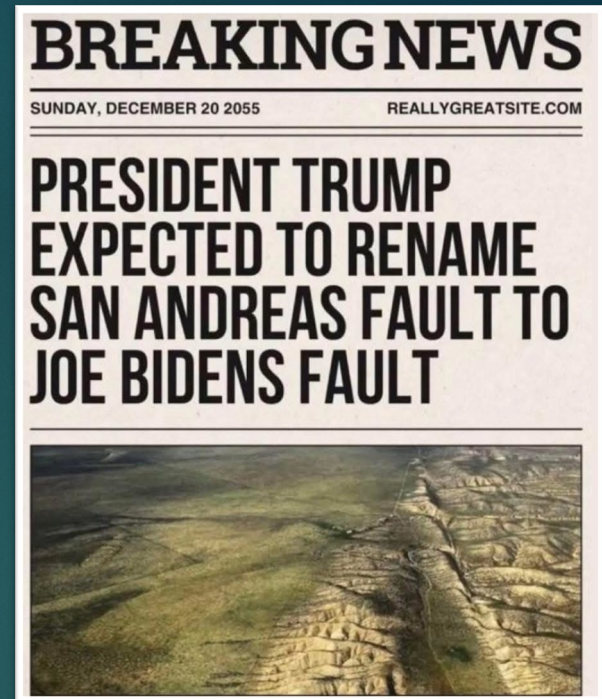 BREAKING NEWS
SUNDAY, DECEMBER 20 2055
REALLYGREATSITE.COM
PRESIDENT TRUMP
EXPECTED TO RENAME
SAN ANDREAS FAULT TO
JOE BIDENS FAULT